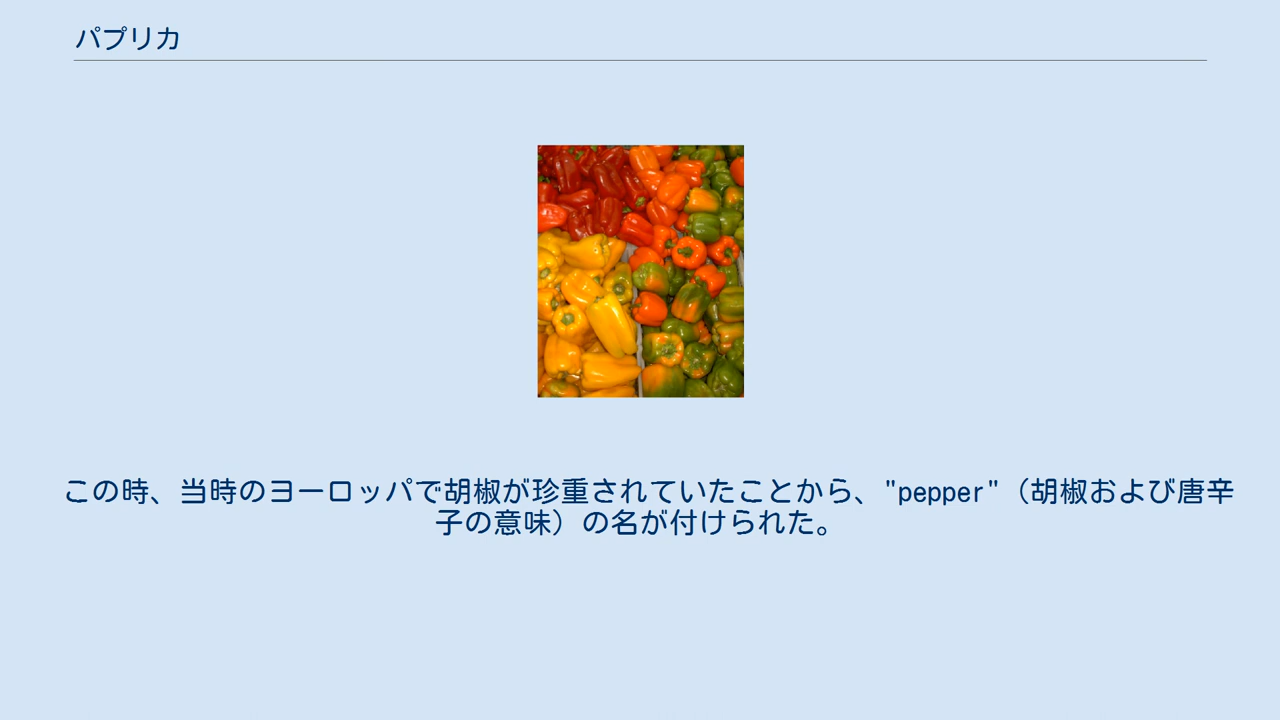 パプリカ
この時、当時のヨーロッパで胡椒が珍重されていたことから、"pepper"（胡椒および唐辛
子の意味）の名が付けられた。